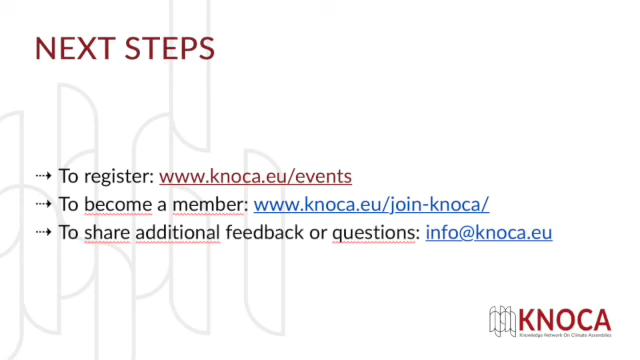 NEXT STEPS
⇢ To register: www.knoca.eu/events
⇢ To become a member: www.knoca.eu/join-knoca/
⇢ To share additional feedback or questions: info@knoca.eu
KNOCA
Knowledge Network On Climate Assemblies